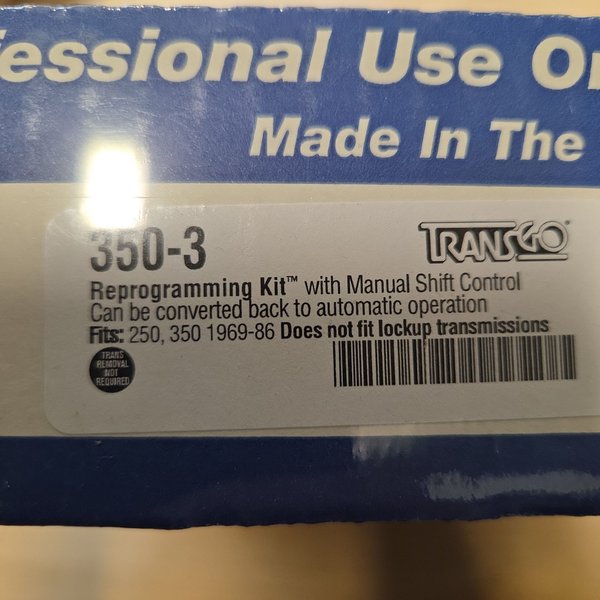 essional Use O
Made In The
350-3
TRANSGO®
Reprogramming Kit™ with Manual Shift Control
Can be converted back to automatic operation
Fits: 250, 350 1969-86 Does not fit lockup transmissions
TRANS
REMOVAL
NOT
REQUIRED